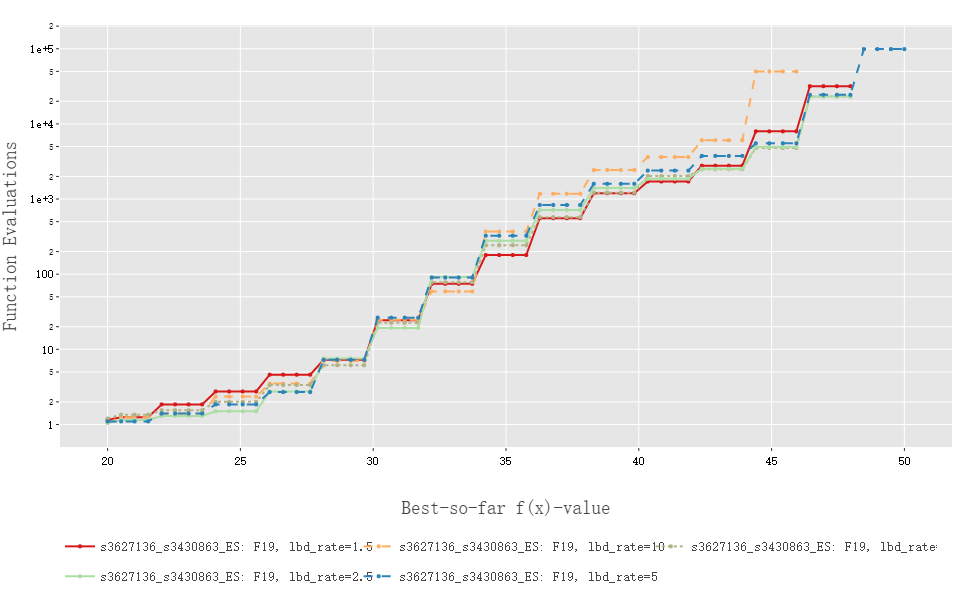 2
1e+5
5
2
1e+4
5
2
1e+3
5
2
100
5
2
10
5
2
1
Function Evaluations
20 25 30 35 40 45 50
Best-so-far f(x)-value
s3627136_s3430863_ES: F19, lbd_rate=1.5 s3627136_s3430863_ES: F19, lbd_rate=10 s3627136_s3430863_ES: F19, lbd_rate=
s3627136_s3430863_ES: F19, lbd_rate=2.5 s3627136_s3430863_ES: F19, lbd_rate=5